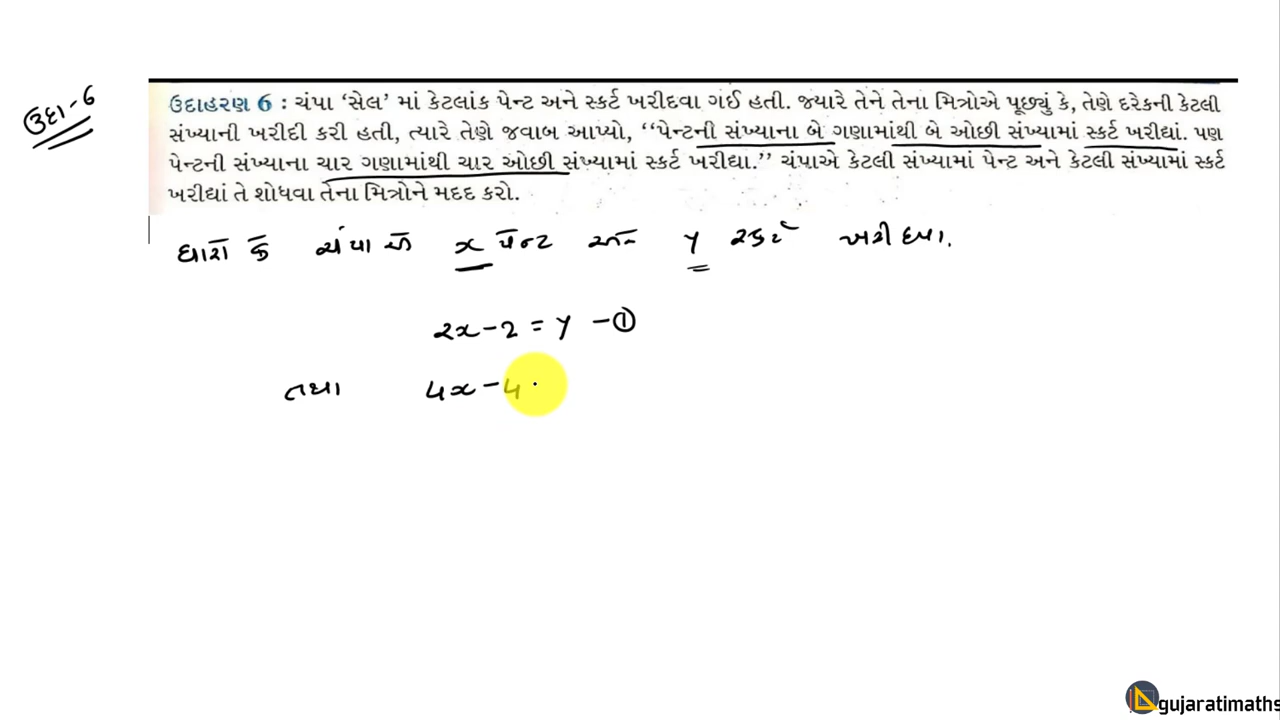 ઉદા-6
ઉદાહરણ 6 : ચંપા ‘સેલ’ માં કેટલાંક પેન્ટ અને સ્કર્ટ ખરીદવા ગઈ હતી. જ્યારે તેને તેના મિત્રોએ પૂછ્યું કે, તેણે દરેકની કેટલી
સંખ્યાની ખરીદી કરી હતી, ત્યારે તેણે જવાબ આપ્યો, ‘‘પેન્ટની સંખ્યાના બે ગણામાંથી બે ઓછી સંખ્યામાં સ્કર્ટ ખરીદ્યાં. પણ
પેન્ટની સંખ્યાના ચાર ગણામાંથી ચાર ઓછી સંખ્યામાં સ્કર્ટ ખરીદ્યા.’’ ચંપાએ કેટલી સંખ્યામાં પેન્ટ અને કેટલી સંખ્યામાં સ્કર્ટ
ખરીદ્યાં તે શોધવા તેના મિત્રોને મદદ કરો.
ધારો કે ચંપા એ x પેન્ટ અને y સ્કર્ટ ખરીદ્યા.
2x - 2 = y - ①
તથા 4x - 4
gujaratimaths